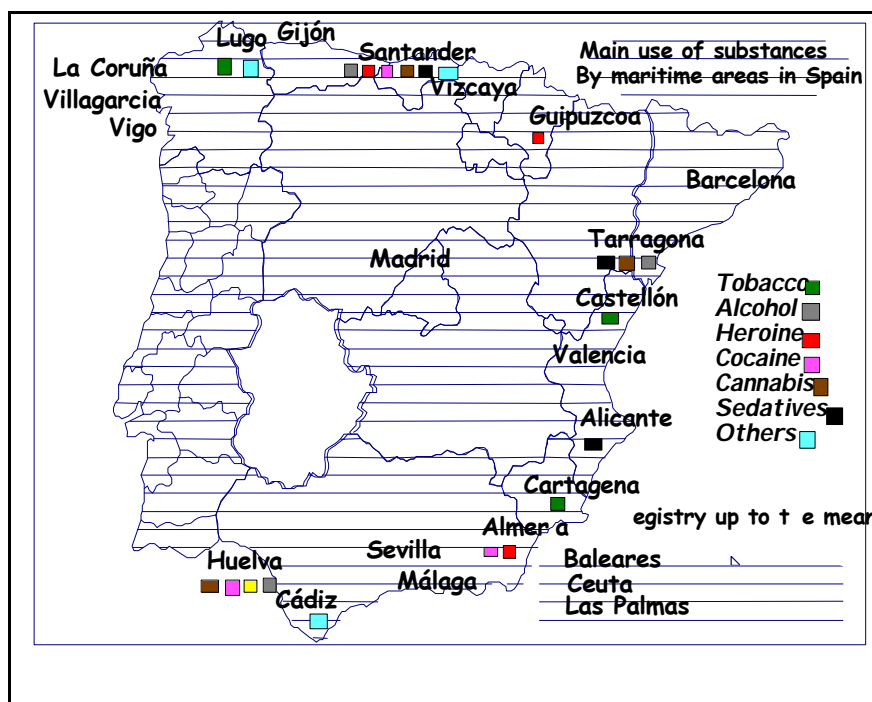 Main use of substances
By maritime areas in Spain
Lugo
Gijón
La Coruña
Santander
Vizcaya
Villagarcia
Vigo
Guipuzcoa
Barcelona
Tarragona
Madrid
Castellón
Valencia
Alicante
Cartagena
Almer a
Sevilla
Huelva
Málaga
Cádiz
Tobacco
Alcohol
Heroine
Cocaine
Cannabis
Sedatives
Others
egistry up to t e mear
Baleares
Ceuta
Las Palmas